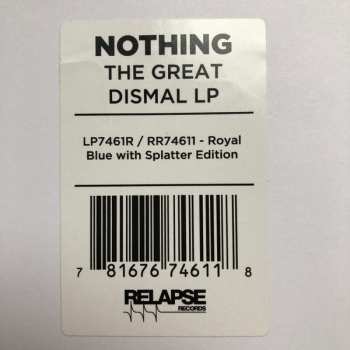 NOTHING
THE GREAT
DISMAL LP
LP7461R / RR74611 - Royal
Blue with Splatter Edition
7 81676 74611 8
RELAPSE
RECORDS